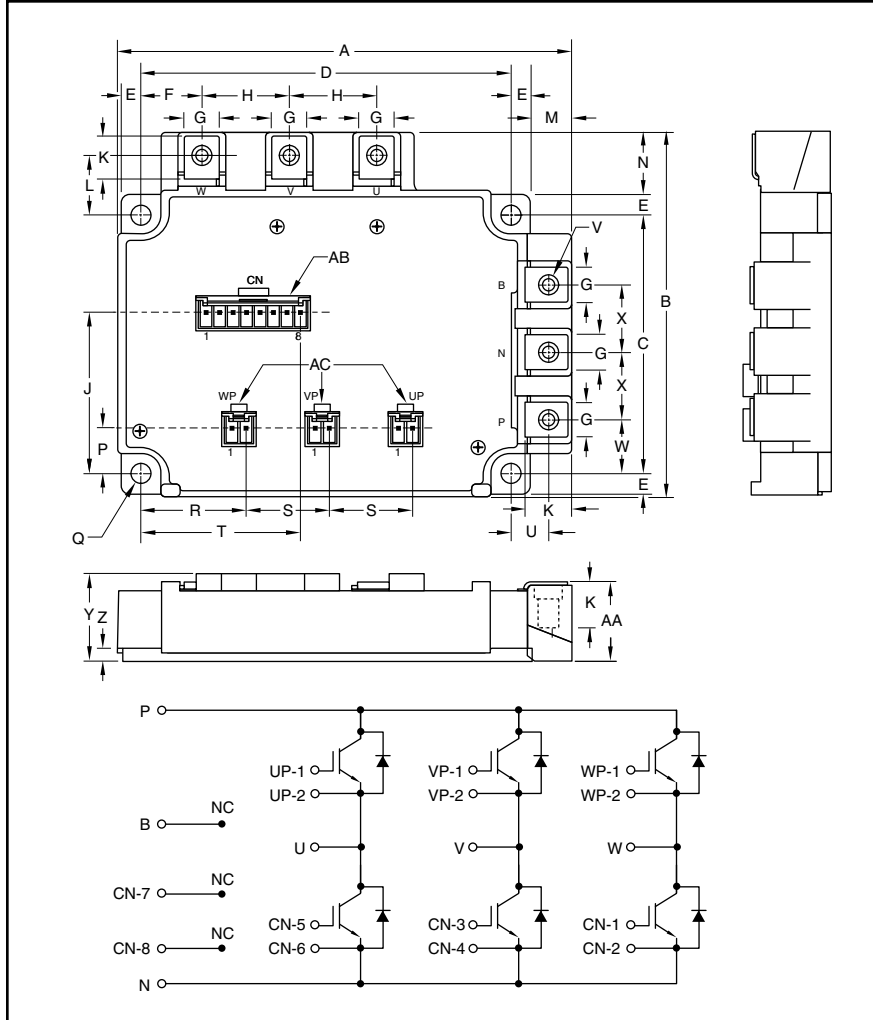 A
D
E F H H E M
G G G
K
L
N
W V U
E
V
AB
CN
B G
1 8
X
B
C
J
N G
AC
X
WP VP UP
P G
W
P
1 1 1
E
R S S K
Q T U
Y Z K AA
P
UP-1 VP-1 WP-1
UP-2 VP-2 WP-2
NC
B
U V W
NC
CN-7
CN-5 CN-3 CN-1
NC
CN-8 CN-6 CN-4 CN-2
N